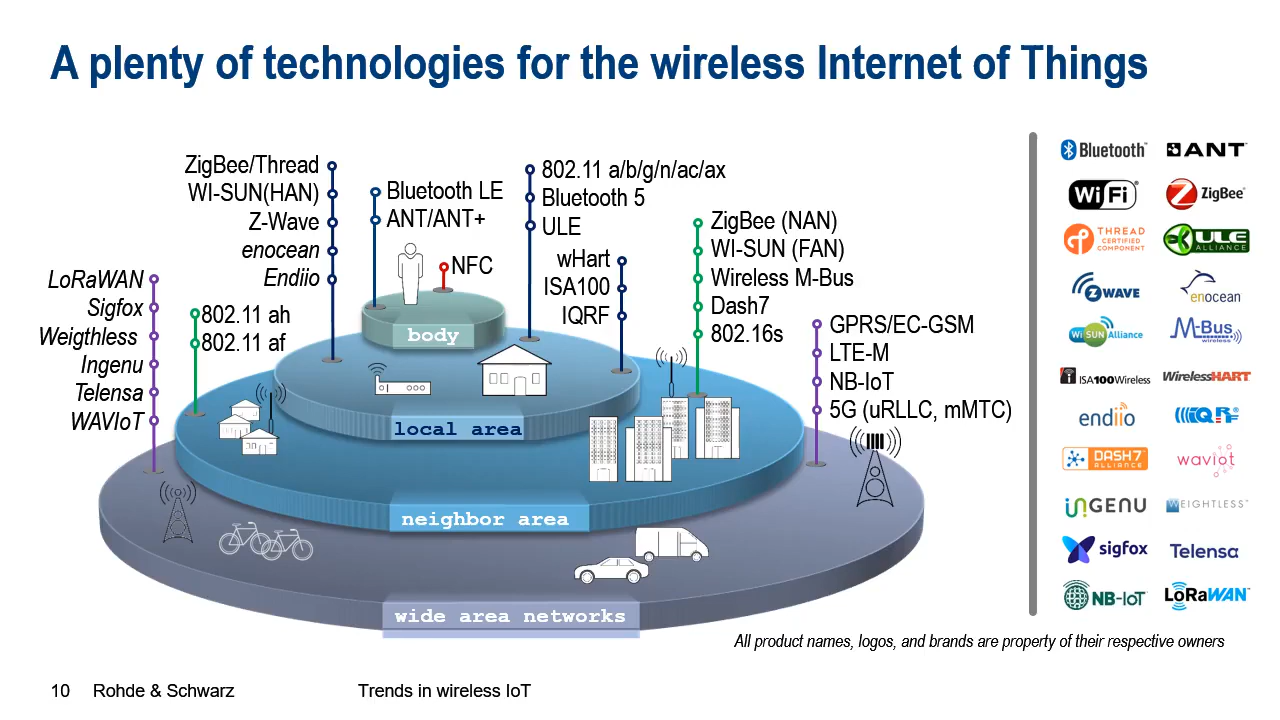 A plenty of technologies for the wireless Internet of Things
ZigBee/Thread
WI-SUN(HAN)
Z-Wave
enocean
Endiio
Bluetooth LE
ANT/ANT+
NFC
802.11 a/b/g/n/ac/ax
Bluetooth 5
ULE
wHart
ISA100
IQRF
ZigBee (NAN)
WI-SUN (FAN)
Wireless M-Bus
Dash7
802.16s
LoRaWAN
Sigfox
Weigthless
Ingenu
Telensa
WAVIoT
802.11 ah
802.11 af
GPRS/EC-GSM
LTE-M
NB-IoT
5G (uRLLC, mMTC)
body
local area
neighbor area
wide area networks
Bluetooth
ANT
WiFi
ZigBee
THREAD
CERTIFIED
COMPONENT
ULE
ALLIANCE
Z WAVE
enocean
Wi SUN Alliance
M-Bus
wireless
ISA100 Wireless
WirelessHART
endiio
IQRF
DASH7
ALLIANCE
waviot
INGENU
WEIGHTLESS
sigfox
Telensa
NB-IoT
LoRaWAN
All product names, logos, and brands are property of their respective owners
10 Rohde & Schwarz Trends in wireless IoT